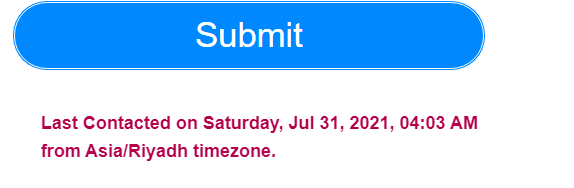 Submit
Last Contacted on Saturday, Jul 31, 2021, 04:03 AM
from Asia/Riyadh timezone.